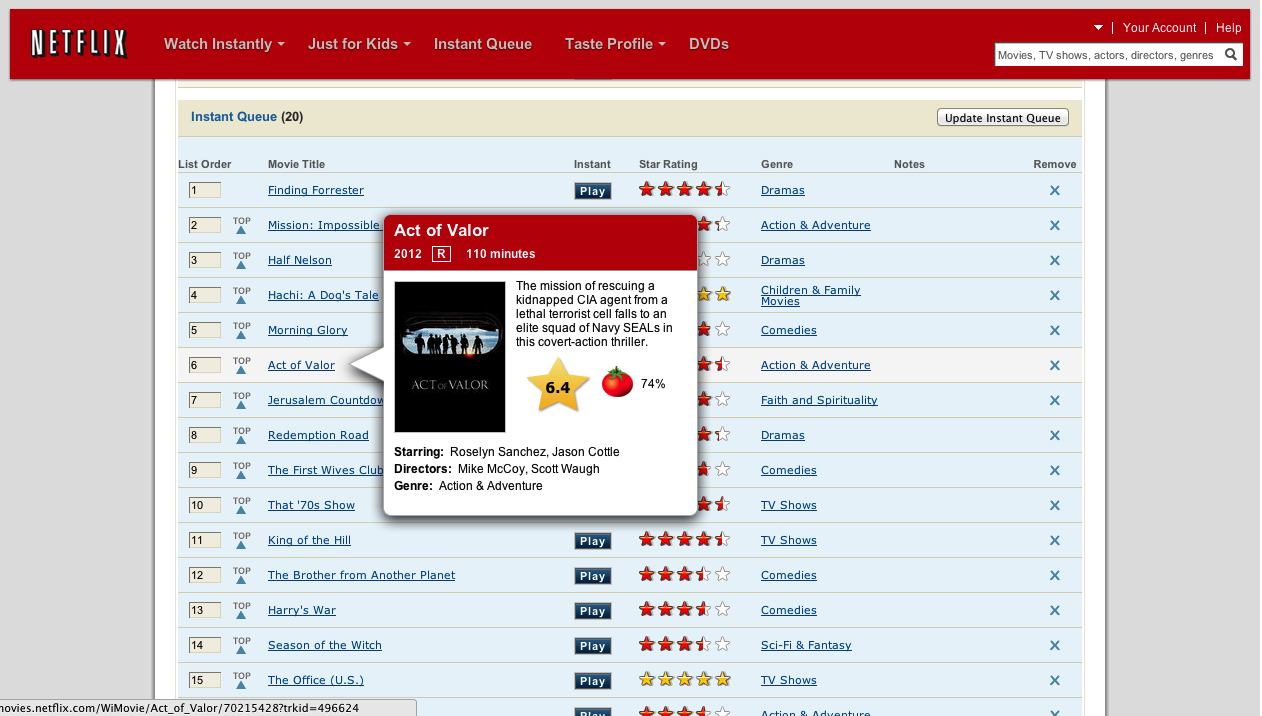 NETFLIX
Watch Instantly Just for Kids Instant Queue Taste Profile DVDs
Your Account Help
Movies, TV shows, actors, directors, genres
Instant Queue (20)
Update Instant Queue
List Order Movie Title Instant Star Rating Genre Notes Remove
1 Finding Forrester Play Dramas X
2 TOP Mission: Impossible Action & Adventure X
3 TOP Half Nelson Dramas X
4 TOP Hachi: A Dog's Tale Children & Family
Movies X
5 TOP Morning Glory Comedies X
6 TOP Act of Valor Action & Adventure X
7 TOP Jerusalem Countdow Faith and Spirituality X
8 TOP Redemption Road Dramas X
9 TOP The First Wives Club Comedies X
10 TOP That '70s Show TV Shows X
11 TOP King of the Hill Play TV Shows X
12 TOP The Brother from Another Planet Play Comedies X
13 TOP Harry's War Play Comedies X
14 TOP Season of the Witch Play Sci-Fi & Fantasy X
15 TOP The Office (U.S.) Play TV Shows X
TOP Play Action & Adventure
Act of Valor
2012 R 110 minutes
The mission of rescuing a
kidnapped CIA agent from a
lethal terrorist cell falls to an
elite squad of Navy SEALs in
this covert-action thriller.
ACT OF VALOR
6.4 74%
Starring: Roselyn Sanchez, Jason Cottle
Directors: Mike McCoy, Scott Waugh
Genre: Action & Adventure
movies.netflix.com/WiMovie/Act_of_Valor/70215428?trkid=496624